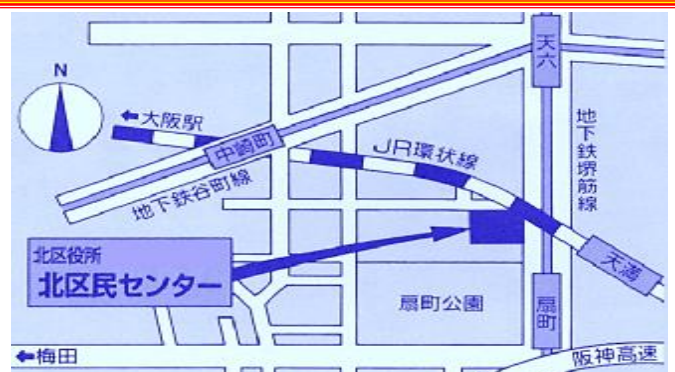 天六
N
←大阪駅
中崎町
JR環状線
地下鉄堺筋線
地下鉄谷町線
北区役所
北区民センター
天満
扇町公園
扇町
←梅田
阪神高速